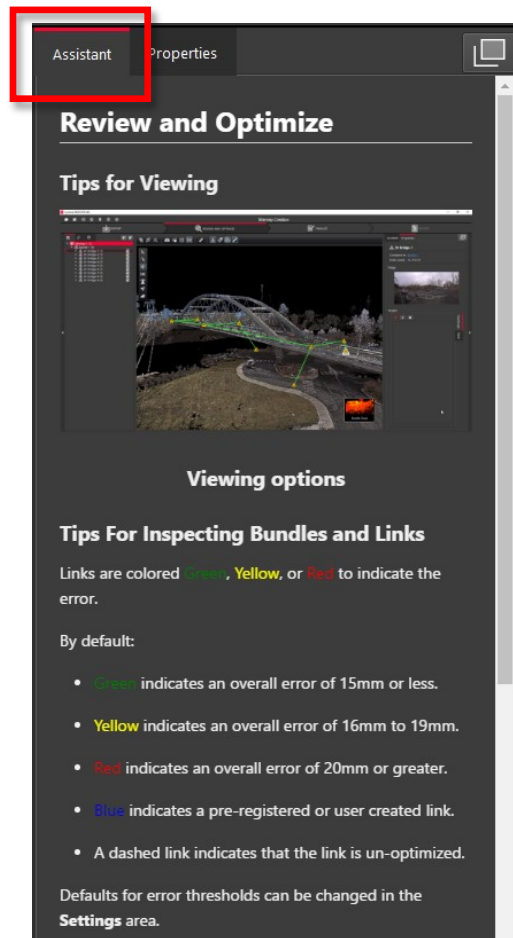 Assistant
Properties
Review and Optimize
Tips for Viewing
Viewing options
Tips For Inspecting Bundles and Links
Links are colored Green, Yellow, or Red to indicate the
error.
By default:
• Green indicates an overall error of 15mm or less.
• Yellow indicates an overall error of 16mm to 19mm.
• Red indicates an overall error of 20mm or greater.
• Blue indicates a pre-registered or user created link.
• A dashed link indicates that the link is un-optimized.
Defaults for error thresholds can be changed in the
Settings area.